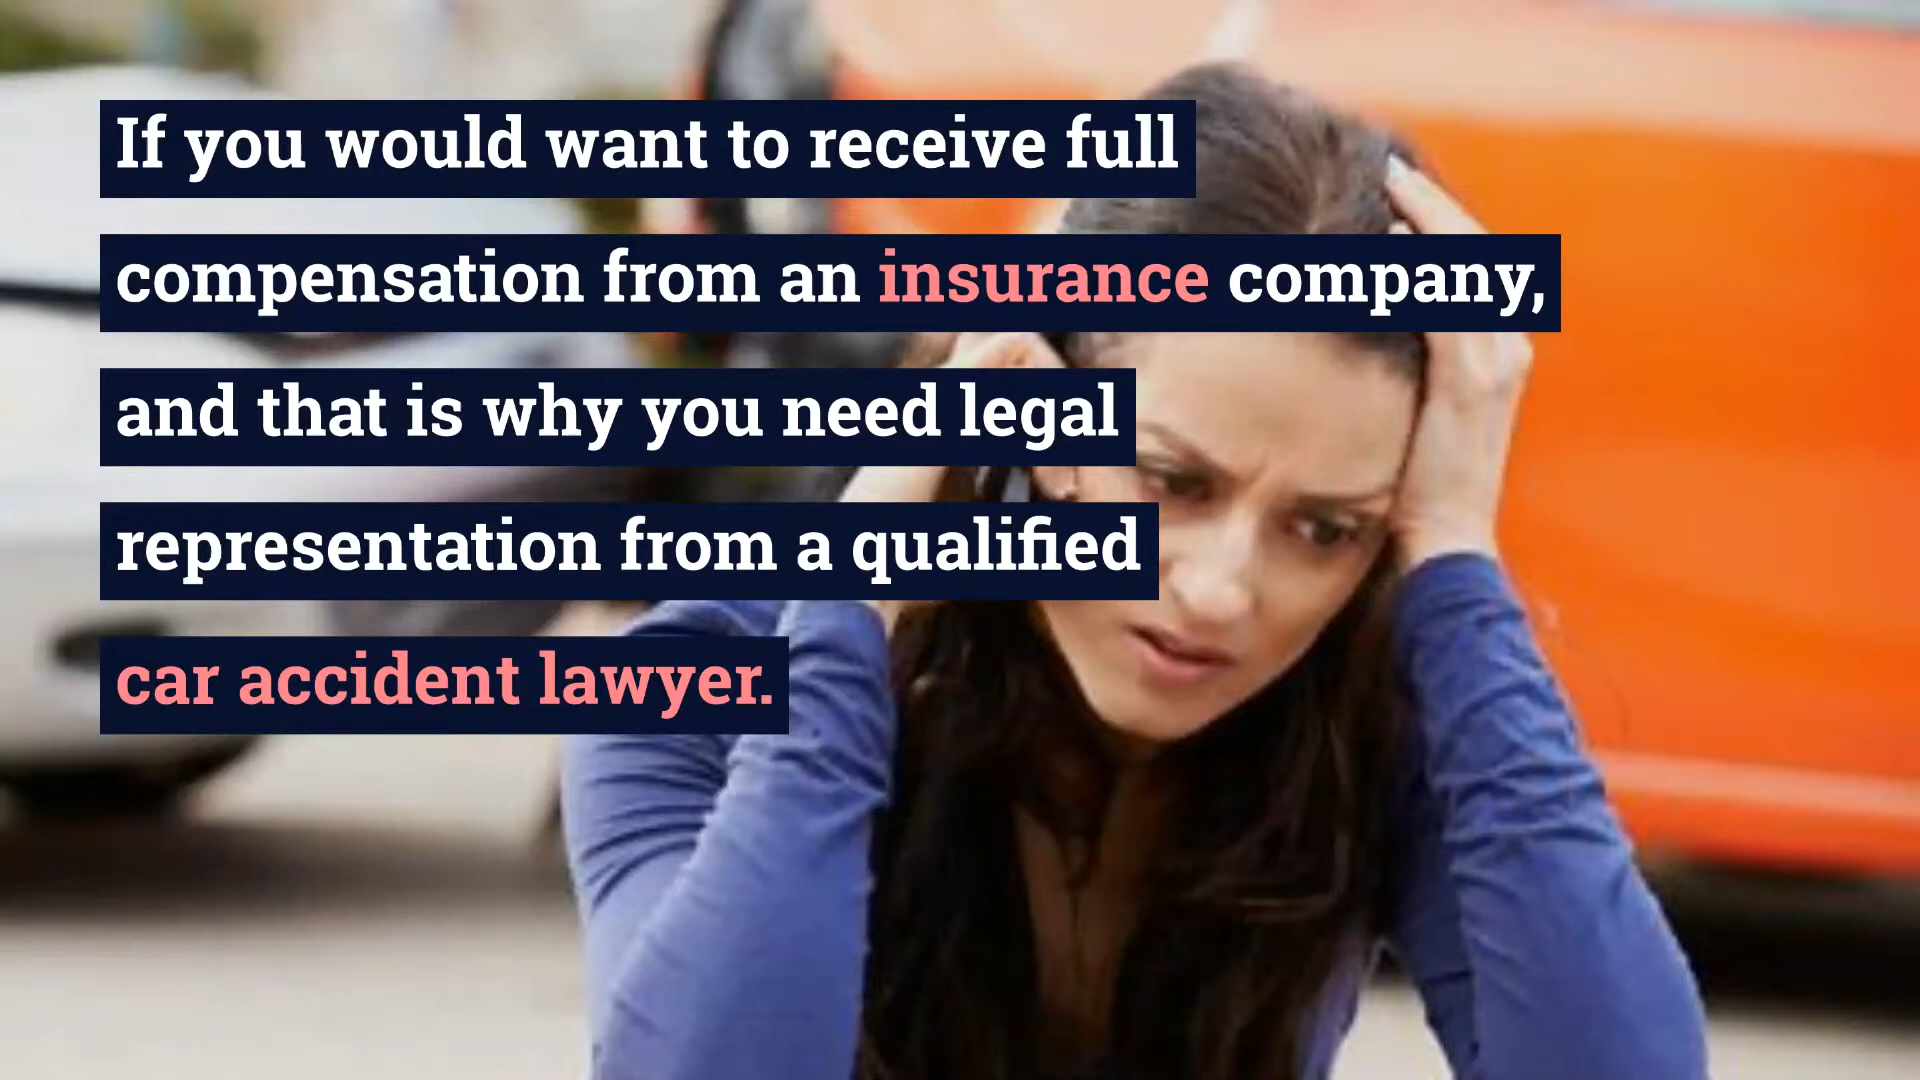 If you would want to receive full
compensation from an insurance company,
and that is why you need legal
representation from a qualified
car accident lawyer.